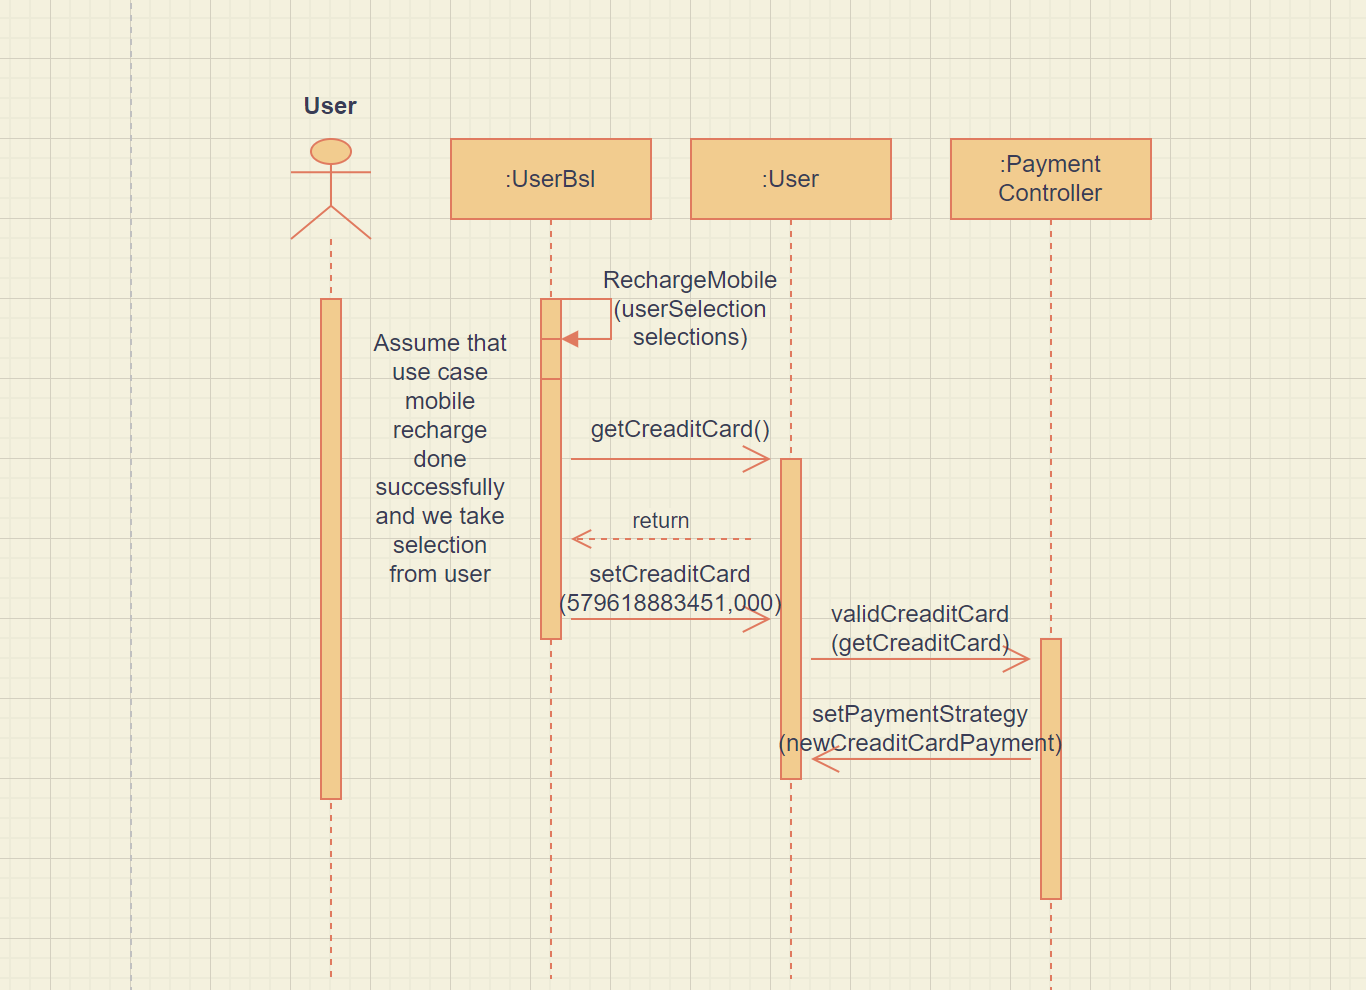 User
:UserBsl
:User
:Payment
Controller
RechargeMobile
(userSelection
selections)
Assume that
use case
mobile
recharge
done
successfully
and we take
selection
from user
getCreaditCard()
return
setCreaditCard
(579618883451,000)
validCreaditCard
(getCreaditCard)
setPaymentStrategy
(newCreaditCardPayment)